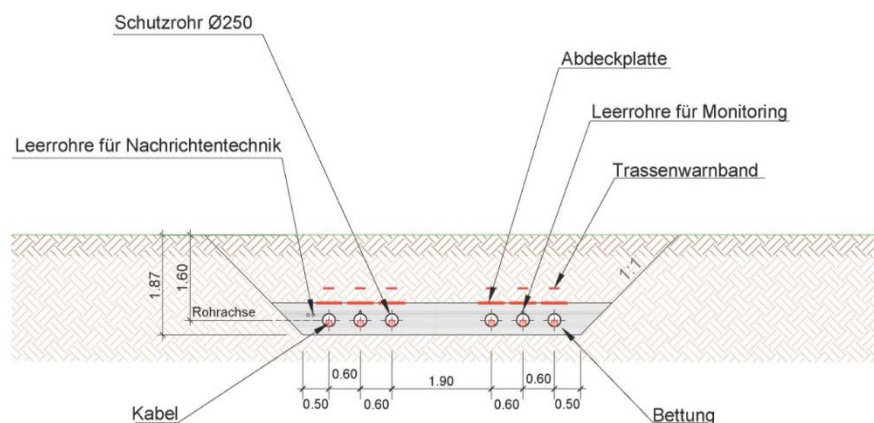 Schutzrohr Ø250
Abdeckplatte
Leerrohre für Monitoring
Leerrohre für Nachrichtentechnik
Trassenwarnband
1:1
1.87
1.60
Rohrachse
0.60
1.90
0.60
0.50
0.60
0.60
0.50
Kabel
Bettung